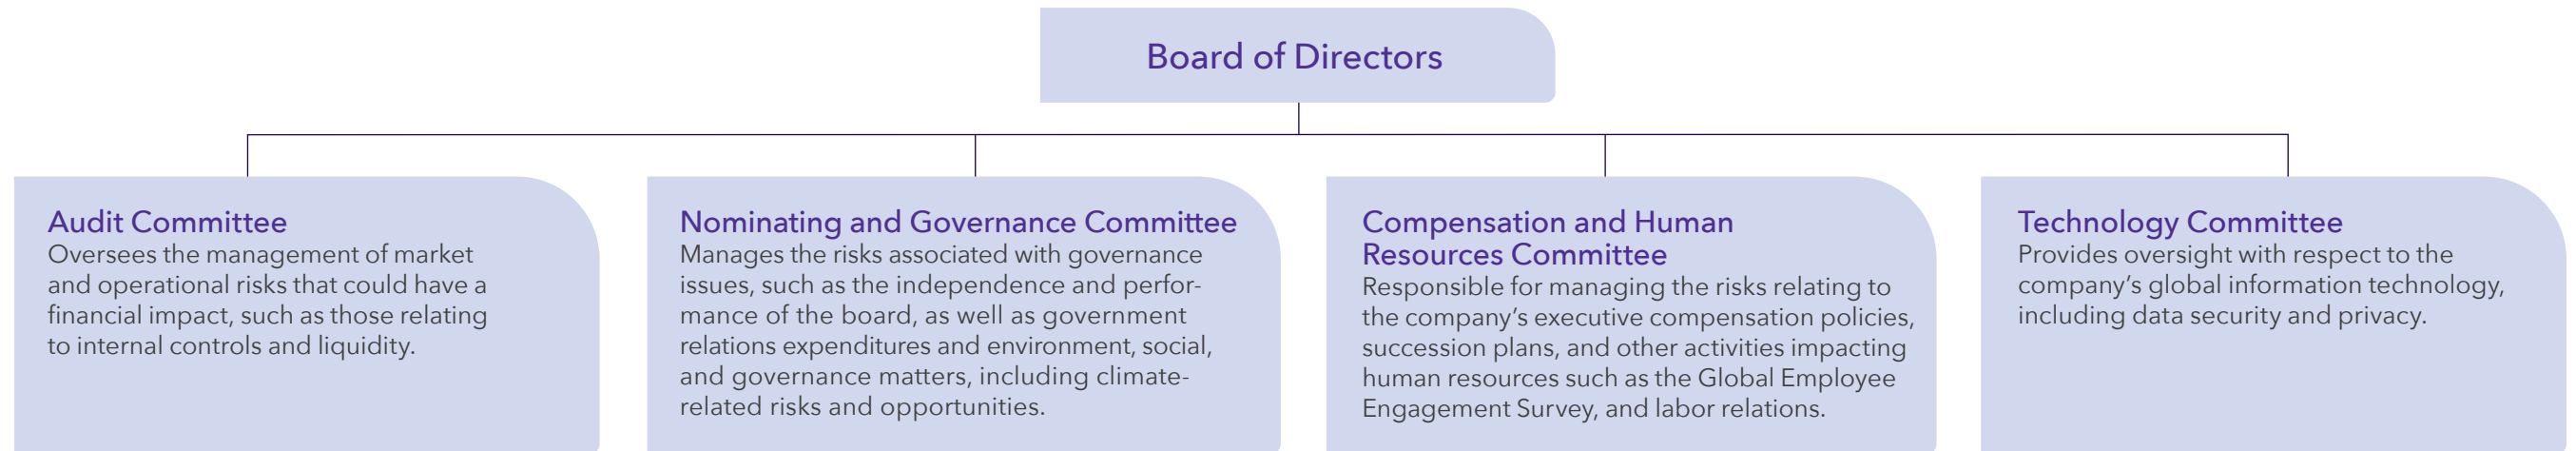 Board of Directors
Audit Committee
Oversees the management of market
and operational risks that could have a
financial impact, such as those relating
to internal controls and liquidity.
Nominating and Governance Committee
Manages the risks associated with governance
issues, such as the independence and perfor-
mance of the board, as well as government
relations expenditures and environment, social,
and governance matters, including climate-
related risks and opportunities.
Compensation and Human
Resources Committee
Responsible for managing the risks relating to
the company's executive compensation policies,
succession plans, and other activities impacting
human resources such as the Global Employee
Engagement Survey, and labor relations.
Technology Committee
Provides oversight with respect to the
company's global information technology,
including data security and privacy.